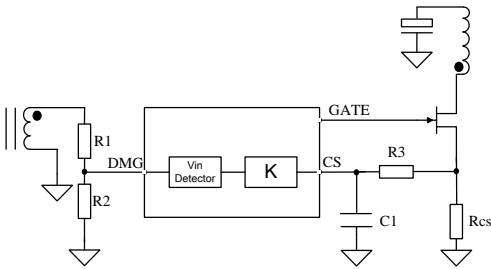 GATE
R1
DMG
Vin
Detector
K
CS
R3
R2
C1
Rcs